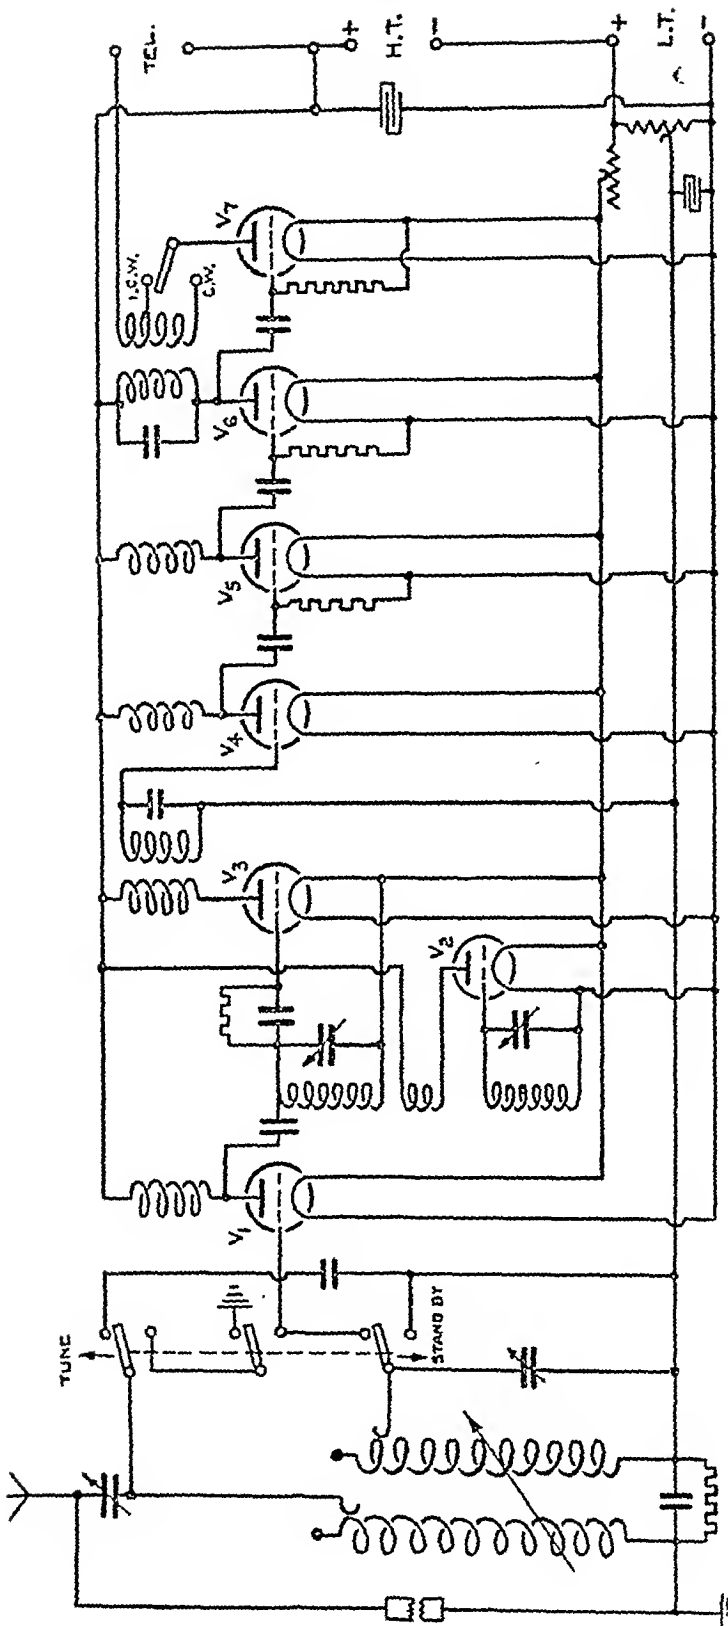 TEL.
+
H.T.
-
+
L.T.
-
I.C.W.
C.W.
V7
V6
V5
V4
V3
V2
V1
TUNE
STAND BY